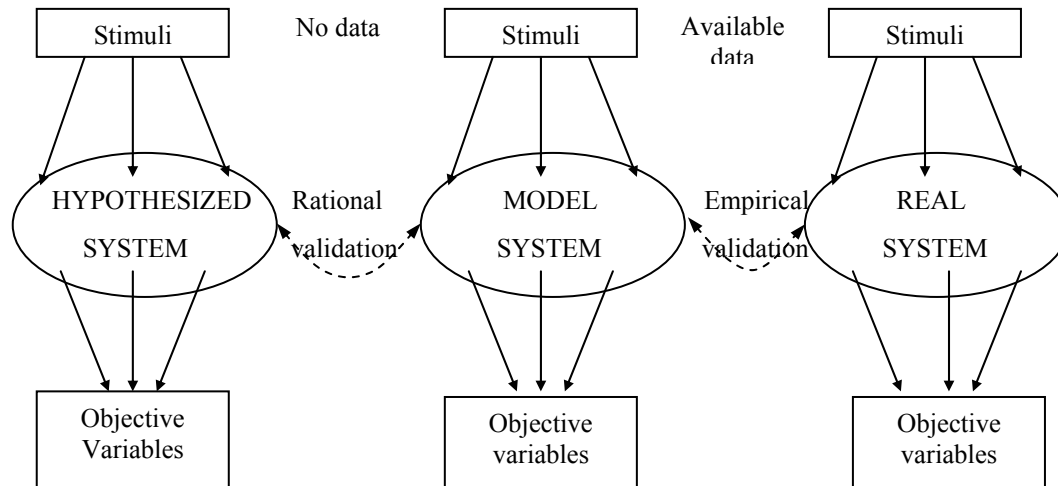 Stimuli
No data
Stimuli
Available
data
Stimuli
HYPOTHESIZED
SYSTEM
Rational
validation
MODEL
SYSTEM
Empirical
validation
REAL
SYSTEM
Objective
Variables
Objective
variables
Objective
variables